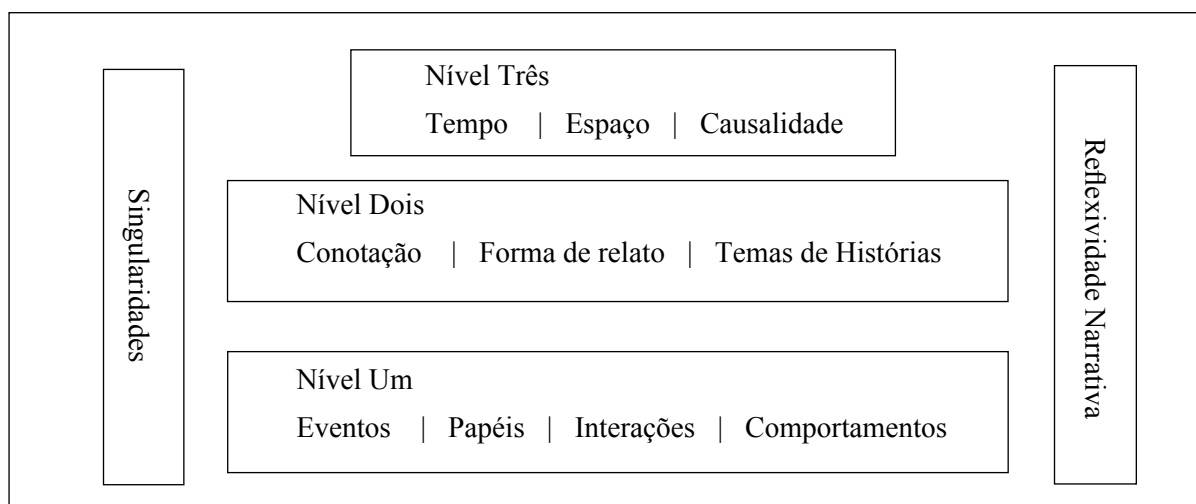 Nível Três
Tempo | Espaço | Causalidade
Singularidades
Nível Dois
Conotação | Forma de relato | Temas de Histórias
Nível Um
Eventos | Papéis | Interações | Comportamentos
Reflexividade Narrativa